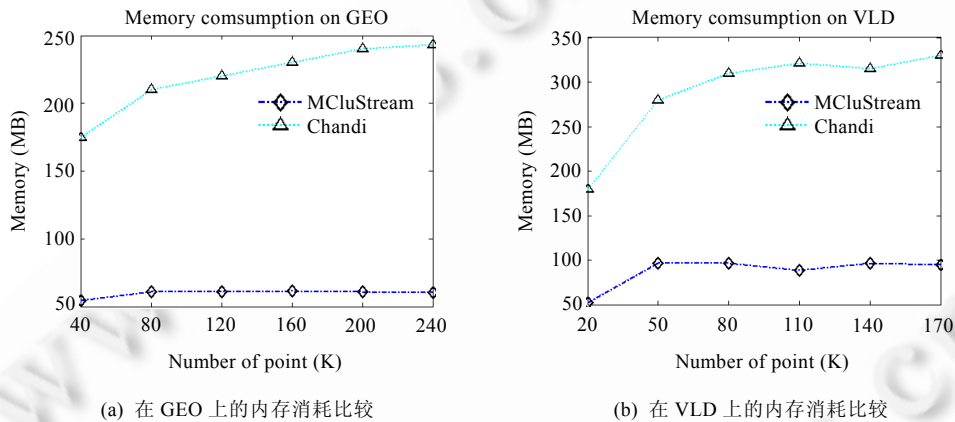 Memory comsumption on GEO
250
200
150
100
50
Memory (MB)
MCluStream
Chandi
40 80 120 160 200 240
Number of point (K)
(a) 在 GEO 上的内存消耗比较
Memory comsumption on VLD
350
300
250
200
150
100
50
Memory (MB)
MCluStream
Chandi
20 50 80 110 140 170
Number of point (K)
(b) 在 VLD 上的内存消耗比较